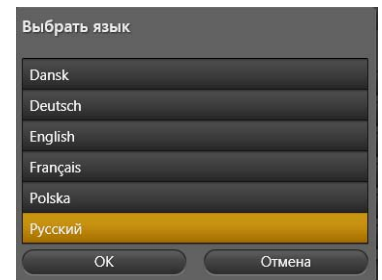 Выбрать язык
Dansk
Deutsch
English
Français
Polska
Русский
OK Отмена